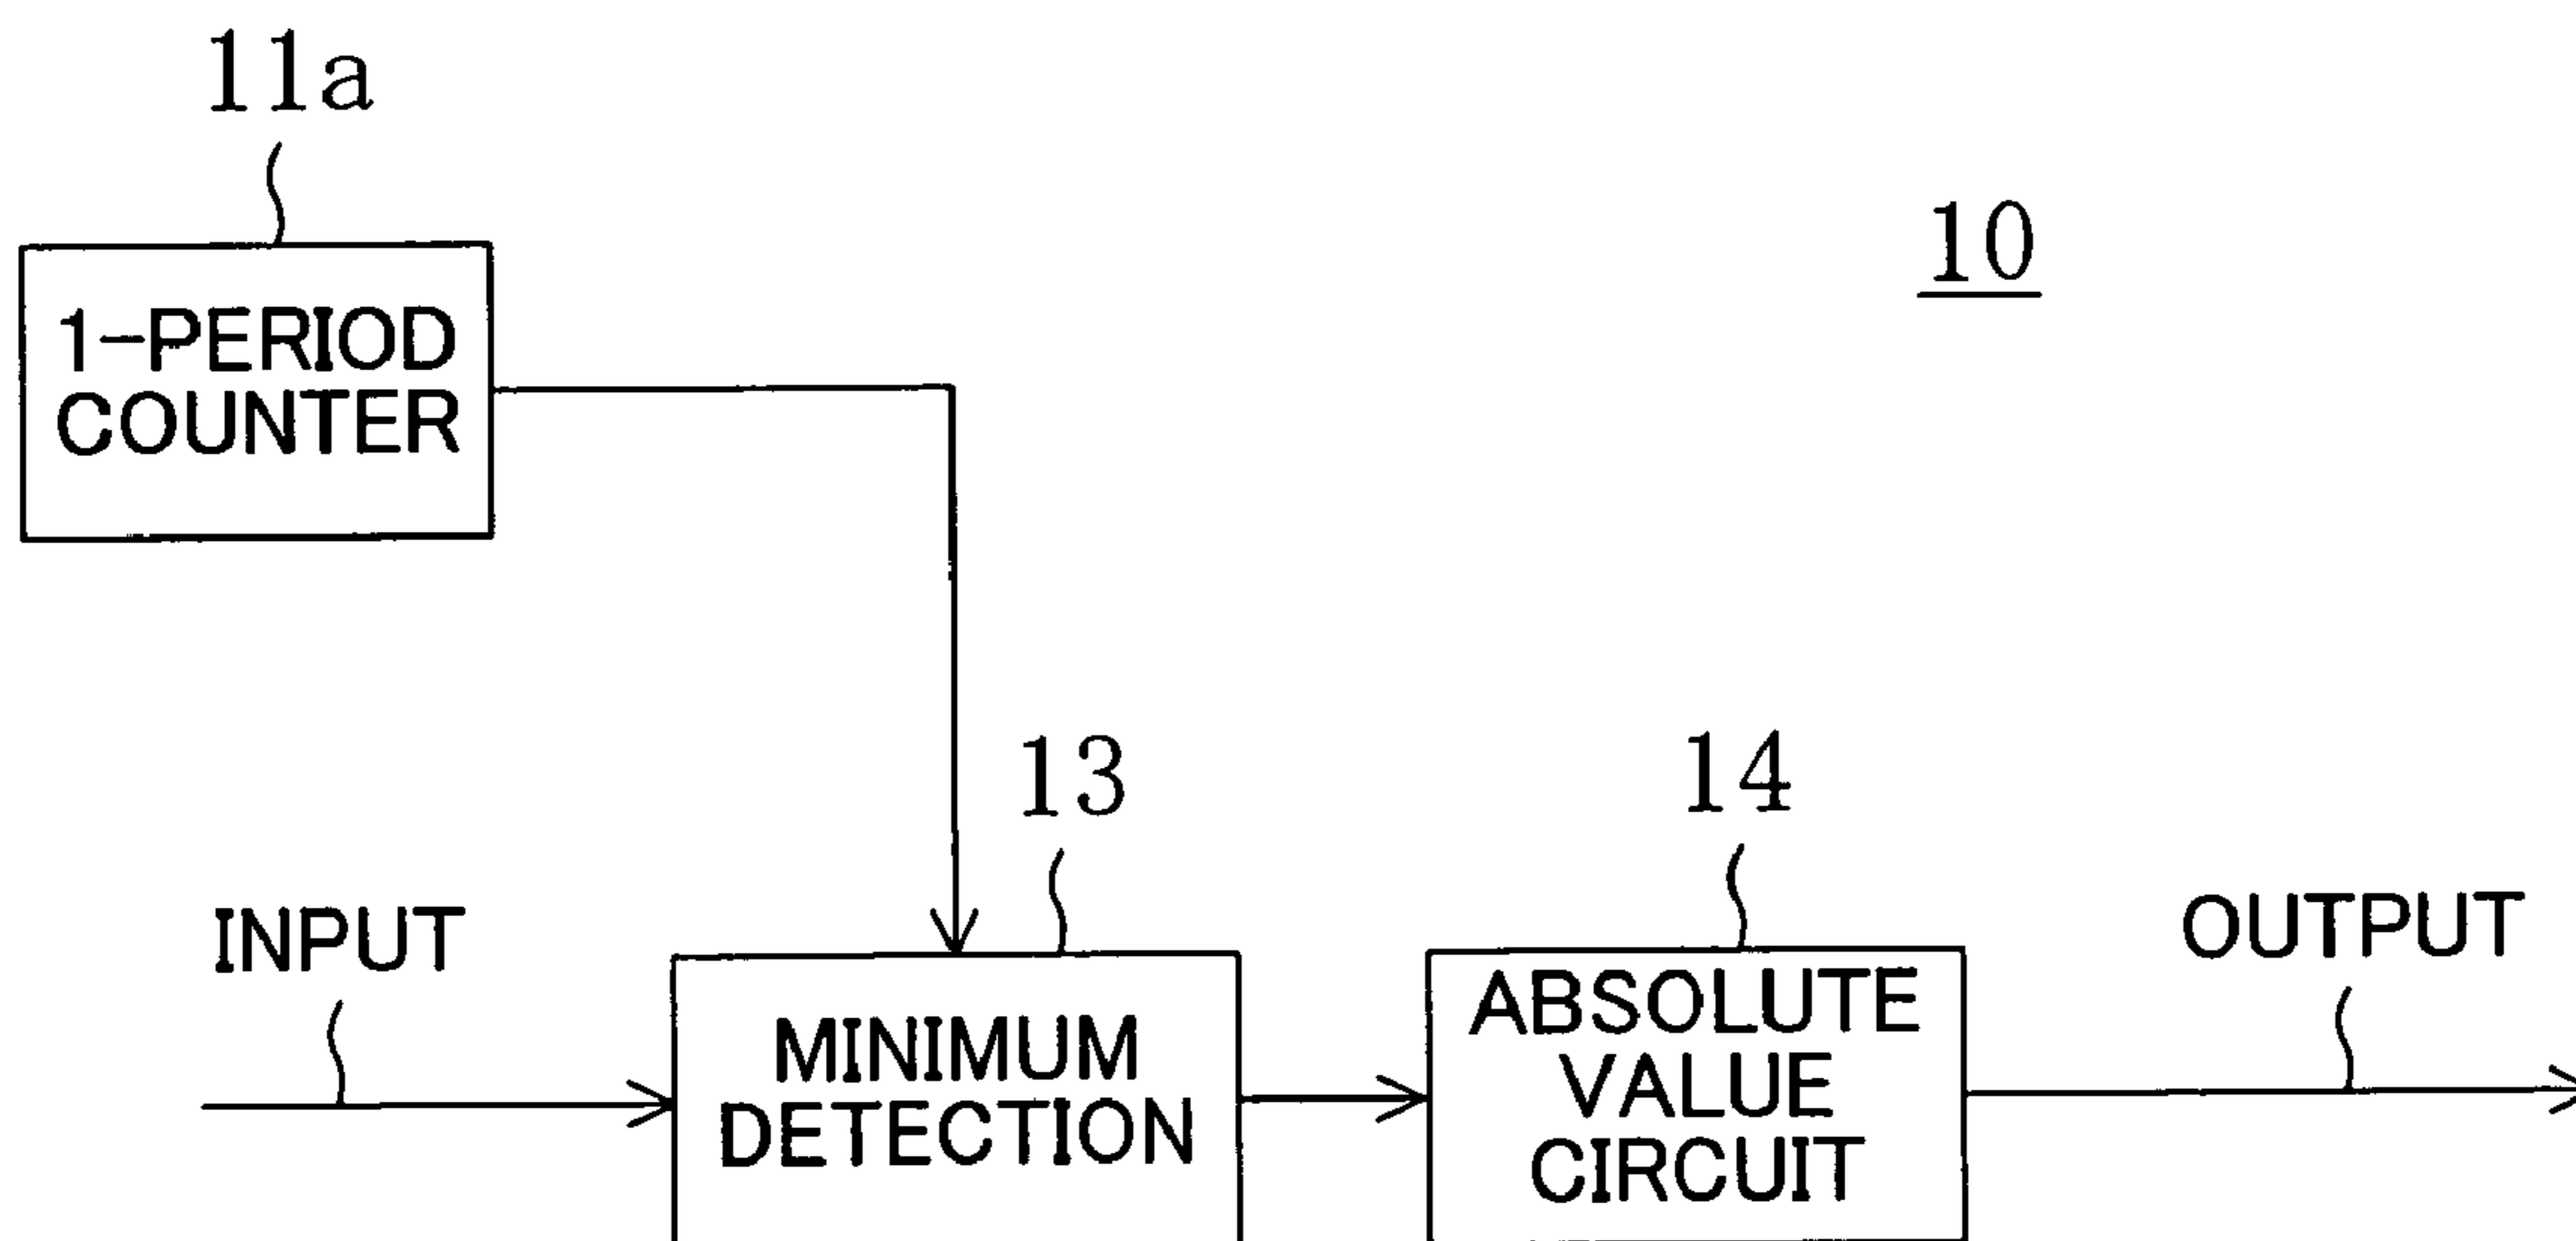 11a
10
1-PERIOD
COUNTER
13
14
INPUT
OUTPUT
MINIMUM
DETECTION
ABSOLUTE
VALUE
CIRCUIT